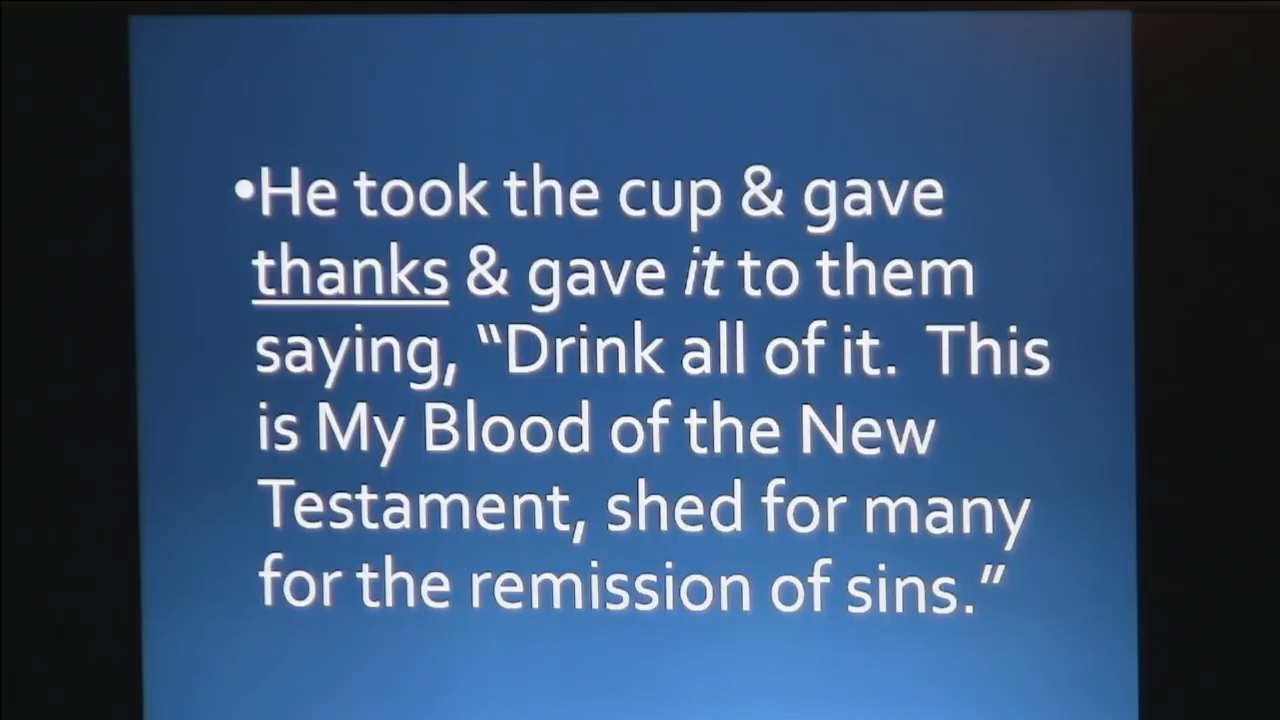 •He took the cup & gave
thanks & gave it to them
saying, “Drink all of it.  This
is My Blood of the New
Testament, shed for many
for the remission of sins.”